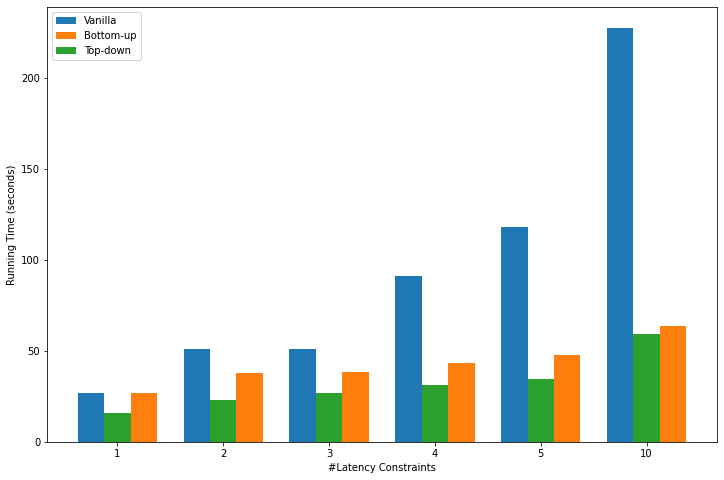 Vanilla
Bottom-up
Top-down
200
150
100
50
0
Running Time (seconds)
1 2 3 4 5 10
#Latency Constraints